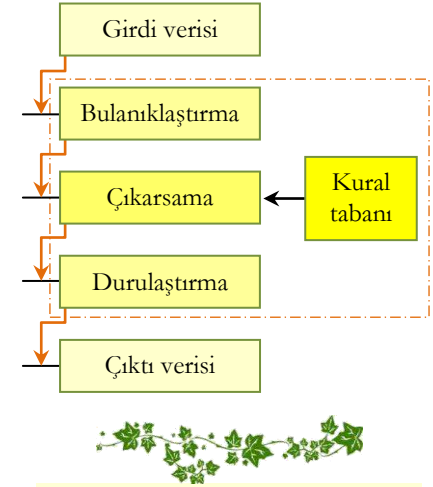 Girdi verisi
Bulanıklaştırma
Çıkarsama
Kural
tabanı
Durulaştırma
Çıktı verisi